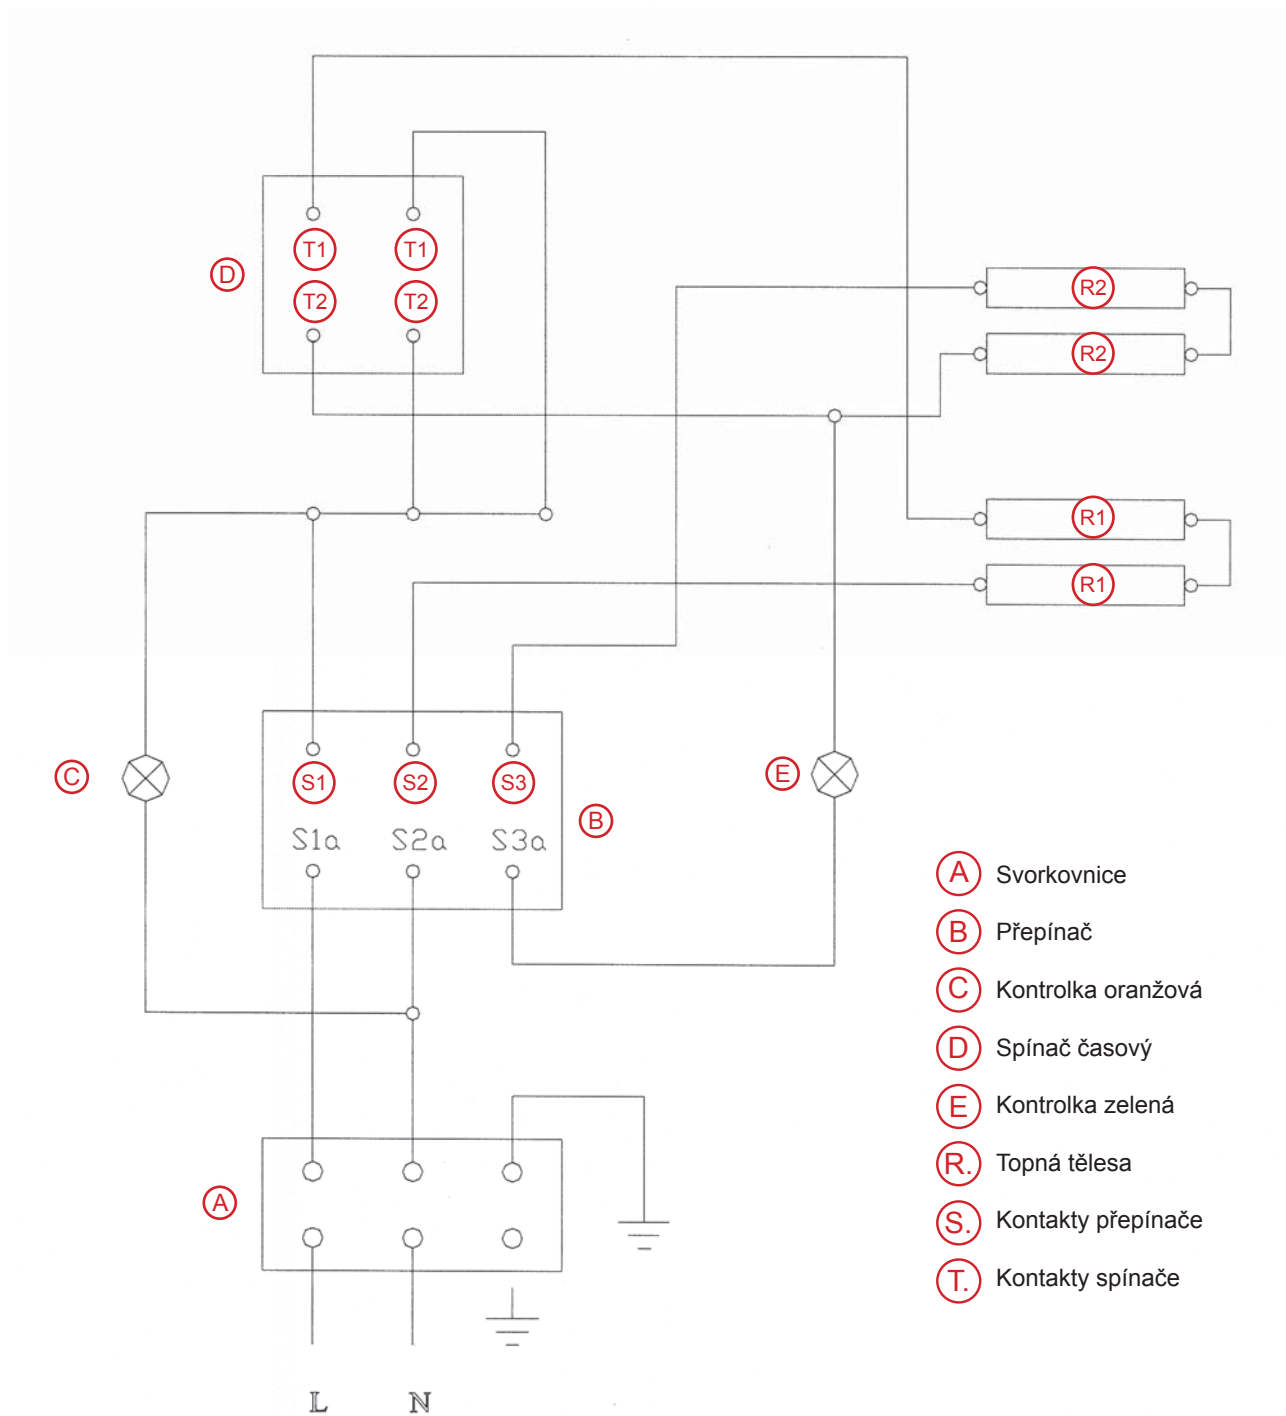 T1 T1
D
T2 T2
R2
R2
R1
R1
C
S1 S2 S3
E
B
S1a S2a S3a
A Svorkovnice
B Přepínač
C Kontrolka oranžová
D Spínač časový
E Kontrolka zelená
R. Topná tělesa
S. Kontakty přepínače
T. Kontakty spínače
A
L N